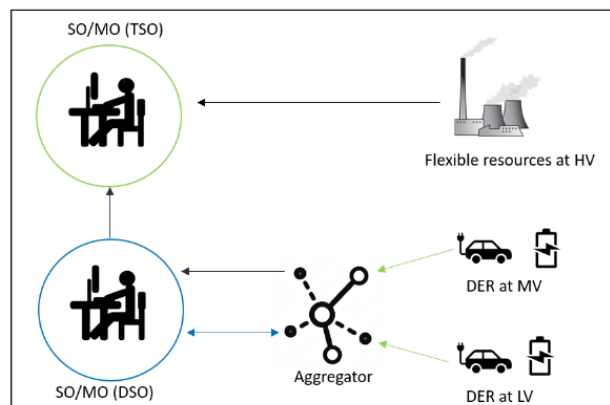 SO/MO (TSO)
Flexible resources at HV
DER at MV
Aggregator
SO/MO (DSO)
DER at LV